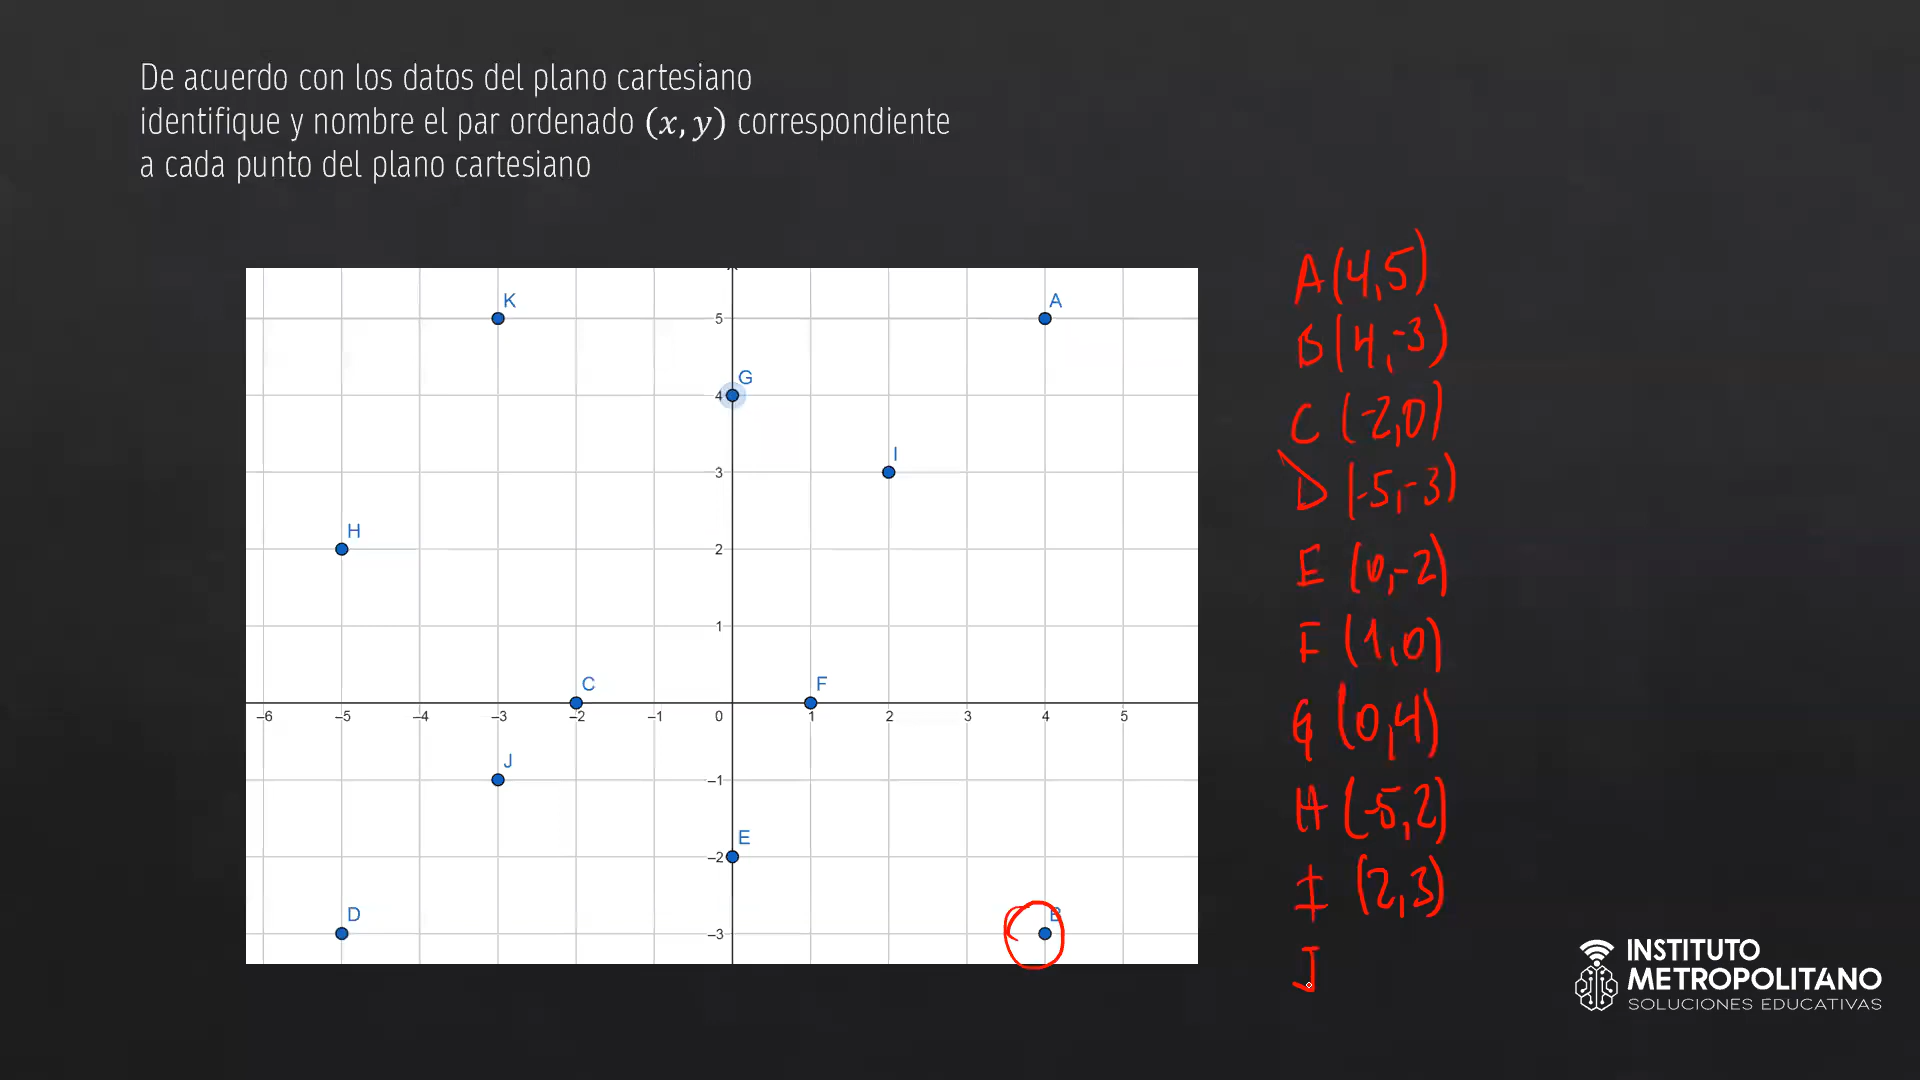 De acuerdo con los datos del plano cartesiano
identifique y nombre el par ordenado (x, y) correspondiente
a cada punto del plano cartesiano
K
A
5
G
4
I
3
H
2
1
C
F
–6 –5 –4 –3 –2 –1 0 1 2 3 4 5
J
–1
E
–2
D
B
–3
A(4,5)
B(4,-3)
C (-2,0)
D (-5,-3)
E (0,-2)
F (1,0)
G (0,4)
H (-5,2)
I (2,3)
J
INSTITUTO
METROPOLITANO
SOLUCIONES EDUCATIVAS